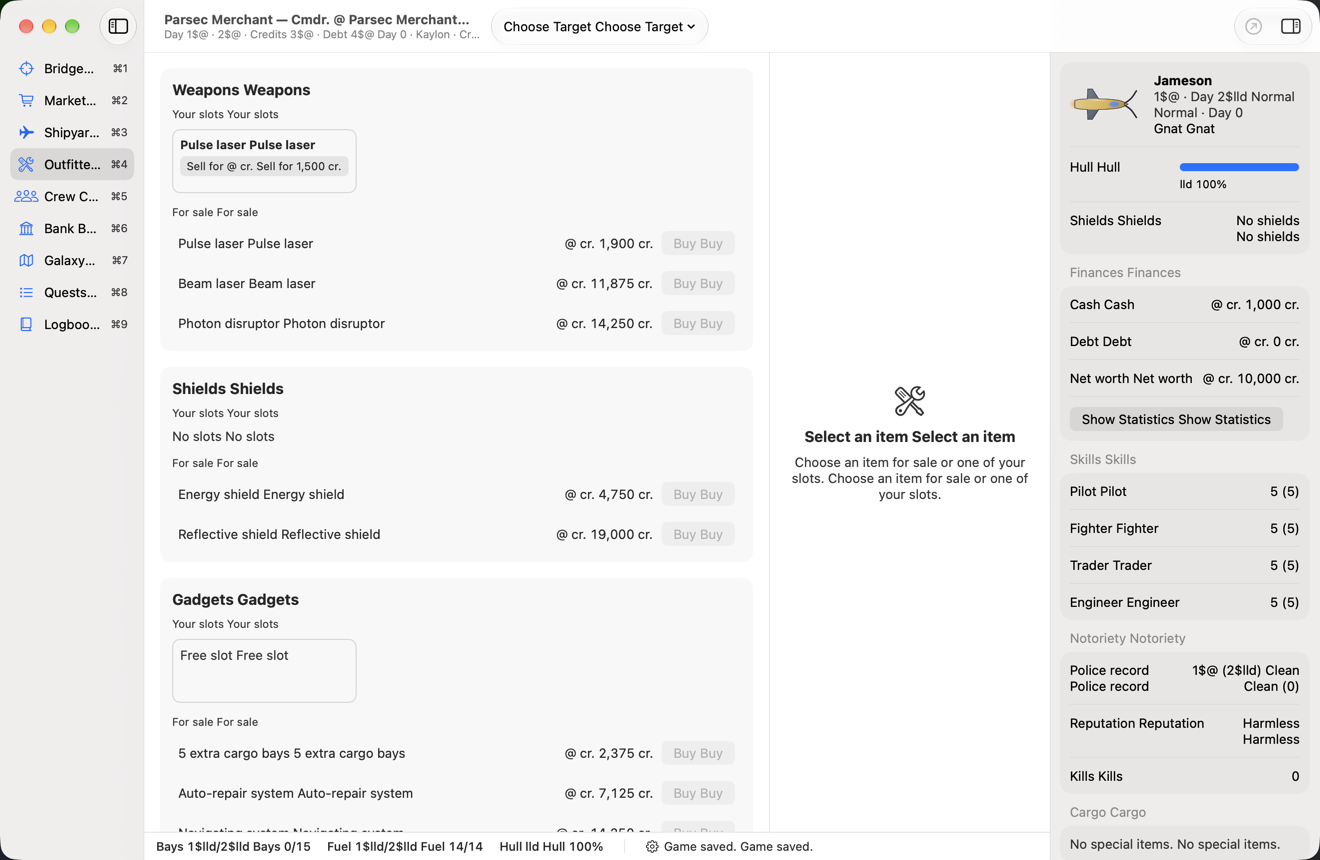 Parsec Merchant — Cmdr. @ Parsec Merchant...
Day 1$@ · 2$@ · Credits 3$@ · Debt 4$@ Day 0 · Kaylon · Cr...
Choose Target Choose Target
Bridge... ⌘1
Market... ⌘2
Shipyar... ⌘3
Outfitte... ⌘4
Crew C... ⌘5
Bank B... ⌘6
Galaxy... ⌘7
Quests... ⌘8
Logboo... ⌘9
Weapons Weapons
Your slots Your slots
Pulse laser Pulse laser
Sell for @ cr. Sell for 1,500 cr.
For sale For sale
Pulse laser Pulse laser @ cr. 1,900 cr. Buy Buy
Beam laser Beam laser @ cr. 11,875 cr. Buy Buy
Photon disruptor Photon disruptor @ cr. 14,250 cr. Buy Buy
Shields Shields
Your slots Your slots
No slots No slots
For sale For sale
Energy shield Energy shield @ cr. 4,750 cr. Buy Buy
Reflective shield Reflective shield @ cr. 19,000 cr. Buy Buy
Gadgets Gadgets
Your slots Your slots
Free slot Free slot
For sale For sale
5 extra cargo bays 5 extra cargo bays @ cr. 2,375 cr. Buy Buy
Auto-repair system Auto-repair system @ cr. 7,125 cr. Buy Buy
Navigating system Navigating system @ cr. 14,250 cr. Buy Buy
Select an item Select an item
Choose an item for sale or one of your
slots. Choose an item for sale or one of
your slots.
Jameson
1$@ · Day 2$lld Normal
Normal · Day 0
Gnat Gnat
Hull Hull
lld 100%
Shields Shields No shields
No shields
Finances Finances
Cash Cash @ cr. 1,000 cr.
Debt Debt @ cr. 0 cr.
Net worth Net worth @ cr. 10,000 cr.
Show Statistics Show Statistics
Skills Skills
Pilot Pilot 5 (5)
Fighter Fighter 5 (5)
Trader Trader 5 (5)
Engineer Engineer 5 (5)
Notoriety Notoriety
Police record 1$@ (2$lld) Clean
Police record Clean (0)
Reputation Reputation Harmless
Harmless
Kills Kills 0
Cargo Cargo
No special items. No special items.
Bays 1$lld/2$lld Bays 0/15 Fuel 1$lld/2$lld Fuel 14/14 Hull lld Hull 100% Game saved. Game saved.